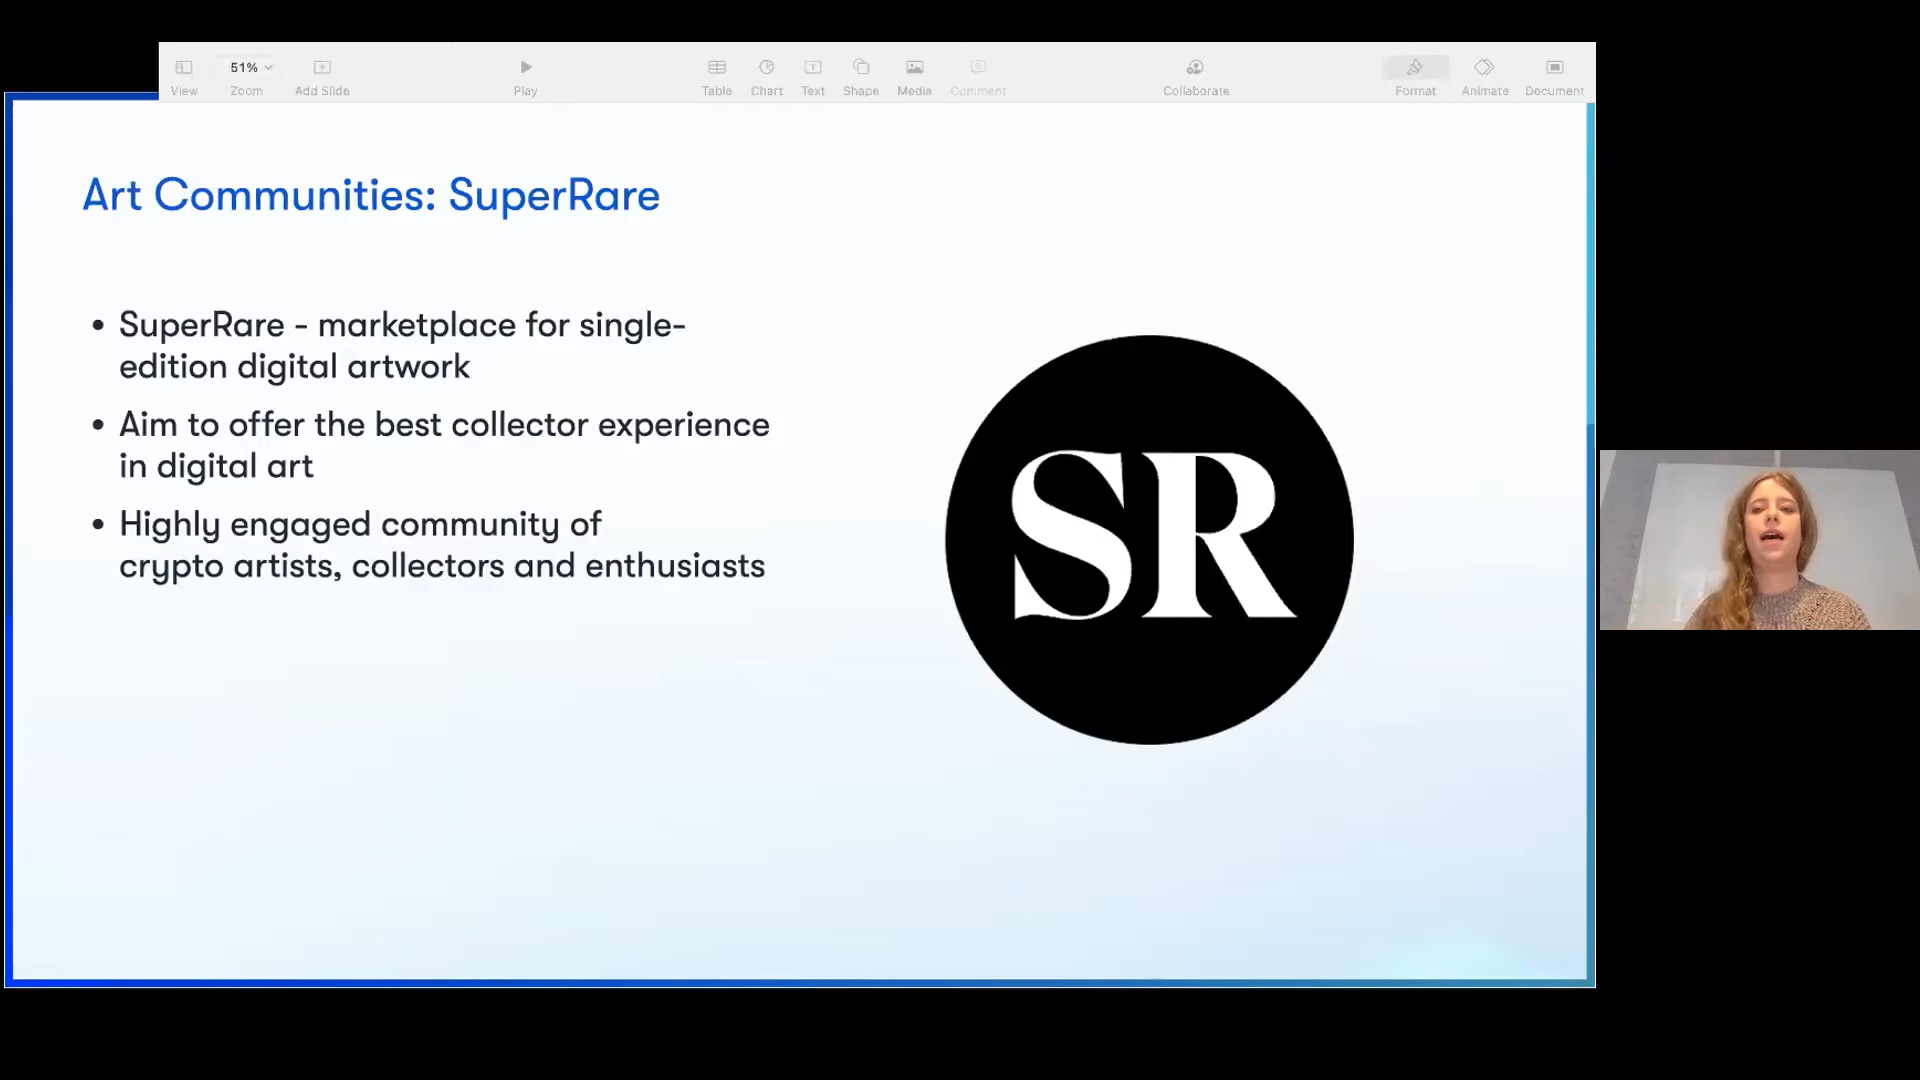 51%
View
Zoom
Add Slide
Play
Table
Chart
Text
Shape
Media
Comment
Collaborate
Format
Animate
Document
Art Communities: SuperRare
• SuperRare - marketplace for single-
edition digital artwork
• Aim to offer the best collector experience
in digital art
• Highly engaged community of
crypto artists, collectors and enthusiasts
SR